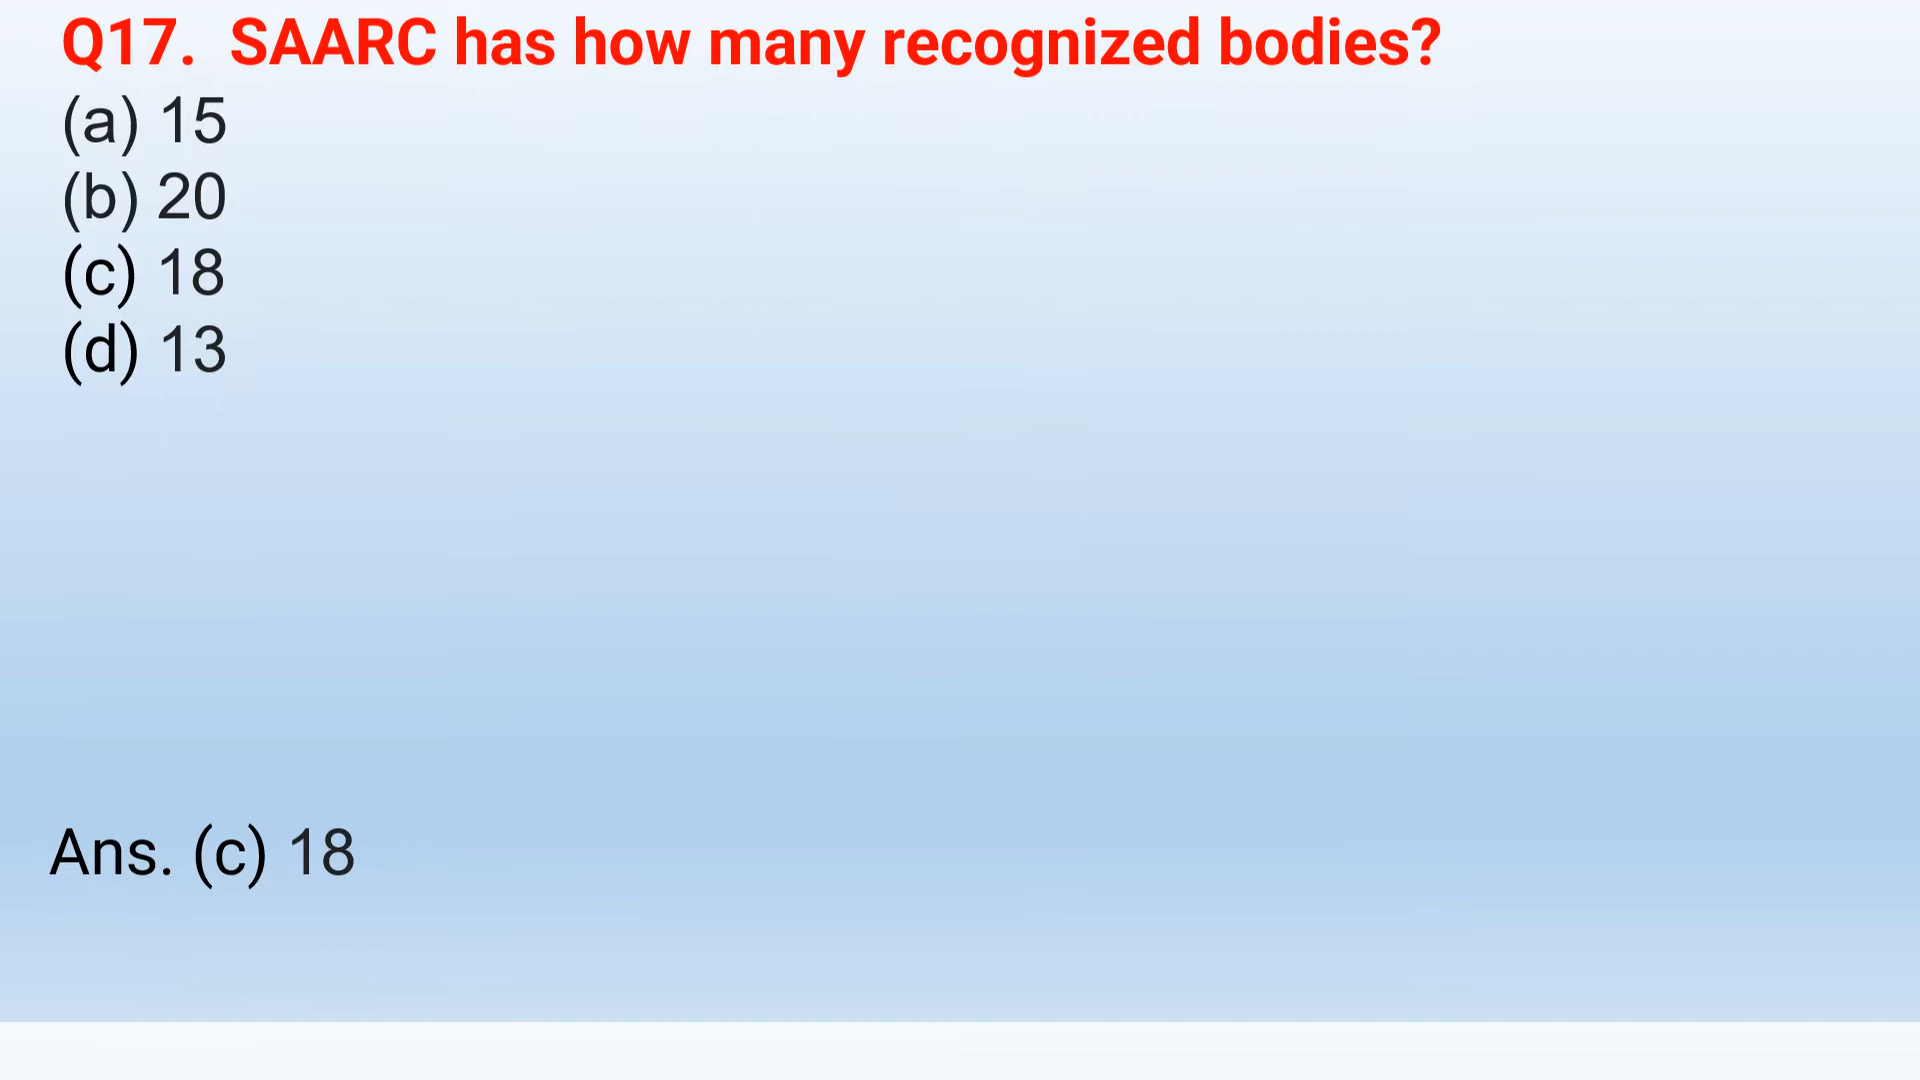 Q17. SAARC has how many recognized bodies?
(a) 15
(b) 20
(c) 18
(d) 13
Ans. (c) 18